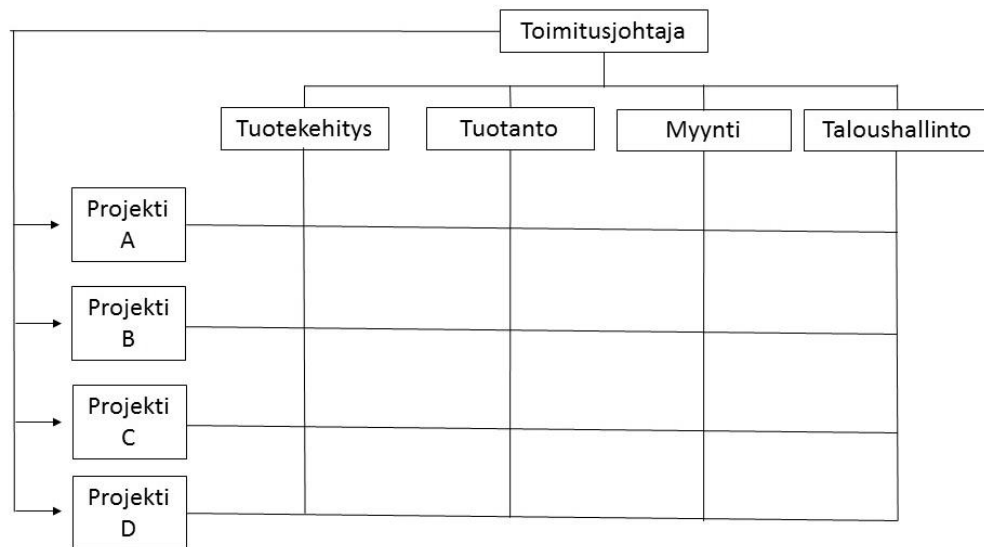 Toimitusjohtaja
Tuotekehitys
Tuotanto
Myynti
Taloushallinto
Projekti
A
Projekti
B
Projekti
C
Projekti
D